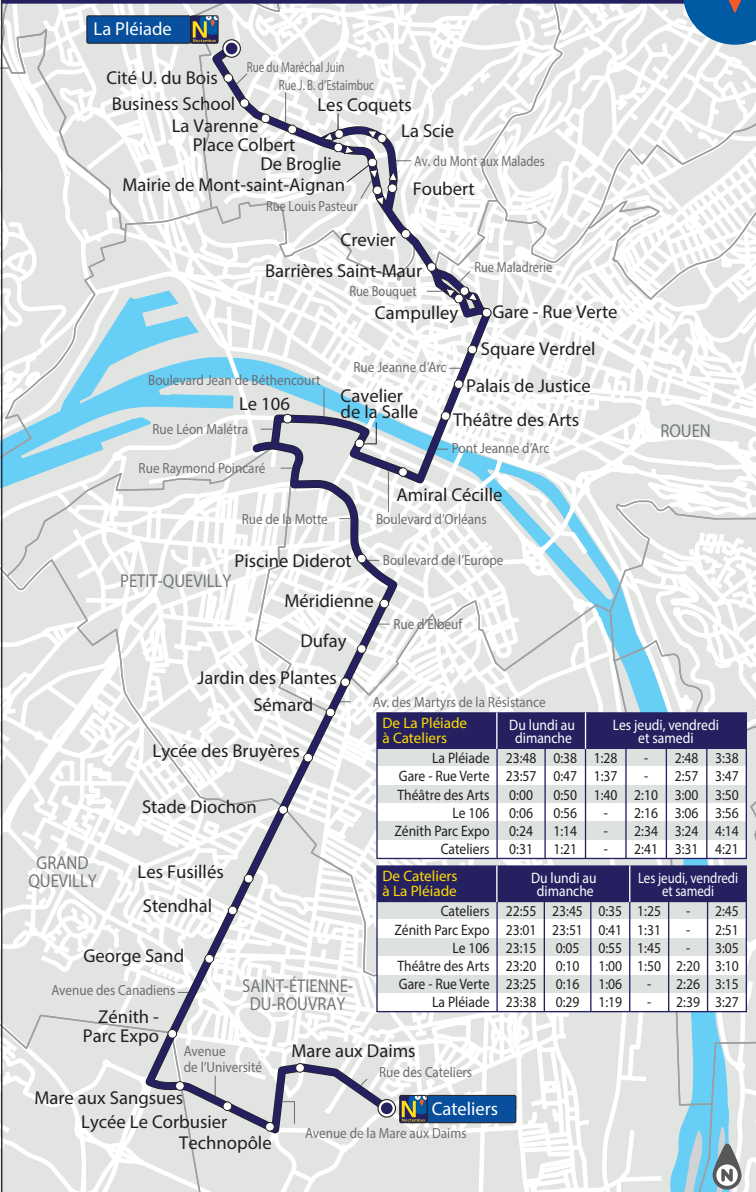 La Pléiade
N
Noctambus
Cité U. du Bois
Rue du Maréchal Juin
Rue J. B. d'Estaimbuc
Business School
Les Coquets
La Varenne
La Scie
Place Colbert
De Broglie
Av. du Mont aux Malades
Mairie de Mont-saint-Aignan
Foubert
Rue Louis Pasteur
Crevier
Barrières Saint-Maur
Rue Maladrerie
Rue Bouquet
Campulley
Gare - Rue Verte
Square Verdrel
Rue Jeanne d'Arc
Boulevard Jean de Béthencourt
Palais de Justice
Le 106
Cavelier
de la Salle
Théâtre des Arts
Rue Léon Malétra
ROUEN
Pont Jeanne d'Arc
Rue Raymond Poincaré
Amiral Cécille
Rue de la Motte
Boulevard d'Orléans
Piscine Diderot
Boulevard de l'Europe
PETIT-QUEVILLY
Méridienne
Rue d'Elbeuf
Dufay
Jardin des Plantes
Sémard
Av. des Martyrs de la Résistance
Lycée des Bruyères
Stade Diochon
GRAND
QUEVILLY
Les Fusillés
Stendhal
George Sand
Avenue des Canadiens
SAINT-ÉTIENNE-
DU-ROUVRAY
Zénith -
Parc Expo
Avenue
de l'Université
Mare aux Daims
Rue des Cateliers
Mare aux Sangsues
Lycée Le Corbusier
Technopôle
N
Noctambus
Cateliers
Avenue de la Mare aux Daims
De La Pléiade
à Cateliers
Du lundi au
dimanche
Les jeudi, vendredi
et samedi
La Pléiade 23:48 0:38 1:28 - 2:48 3:38
Gare - Rue Verte 23:57 0:47 1:37 - 2:57 3:47
Théâtre des Arts 0:00 0:50 1:40 2:10 3:00 3:50
Le 106 0:06 0:56 - 2:16 3:06 3:56
Zénith Parc Expo 0:24 1:14 - 2:34 3:24 4:14
Cateliers 0:31 1:21 - 2:41 3:31 4:21
De Cateliers
à La Pléiade
Du lundi au
dimanche
Les jeudi, vendredi
et samedi
Cateliers 22:55 23:45 0:35 1:25 - 2:45
Zénith Parc Expo 23:01 23:51 0:41 1:31 - 2:51
Le 106 23:15 0:05 0:55 1:45 - 3:05
Théâtre des Arts 23:20 0:10 1:00 1:50 2:20 3:10
Gare - Rue Verte 23:25 0:16 1:06 - 2:26 3:15
La Pléiade 23:38 0:29 1:19 - 2:39 3:27
N